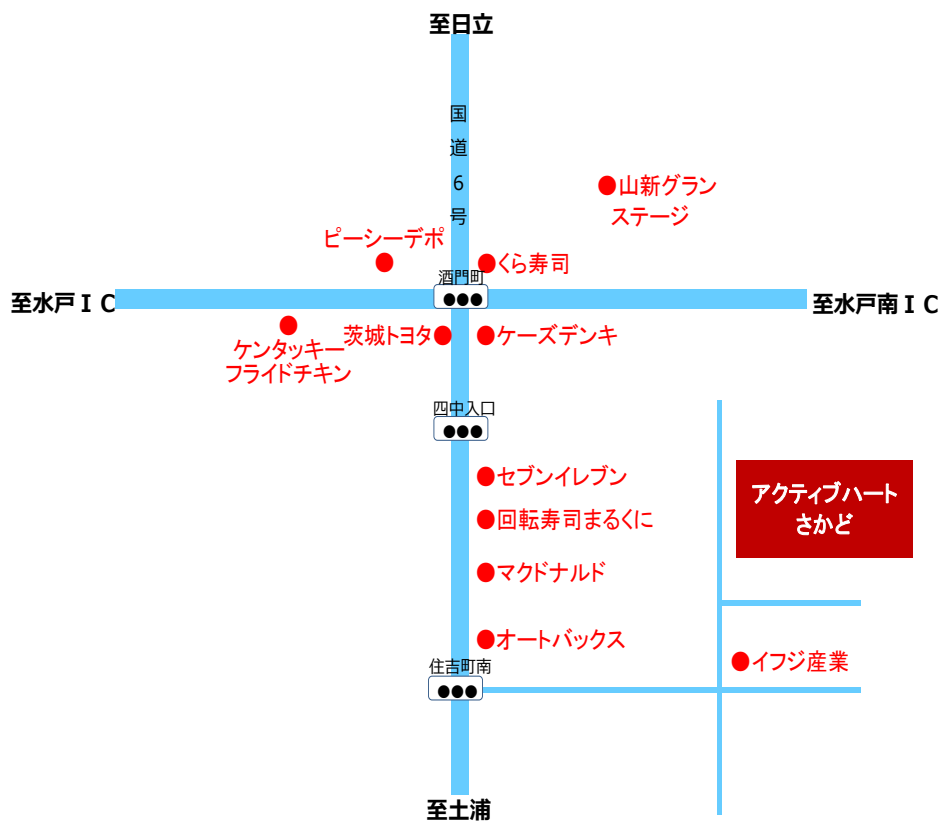 至日立
国
道
6
号
山新グラン
ステージ
ピーシーデポ
くら寿司
酒門町
至水戸ＩＣ
至水戸南ＩＣ
茨城トヨタ
ケーズデンキ
ケンタッキー
フライドチキン
四中入口
セブンイレブン
アクティブハート
さかど
回転寿司まるくに
マクドナルド
オートバックス
イフジ産業
住吉町南
至土浦